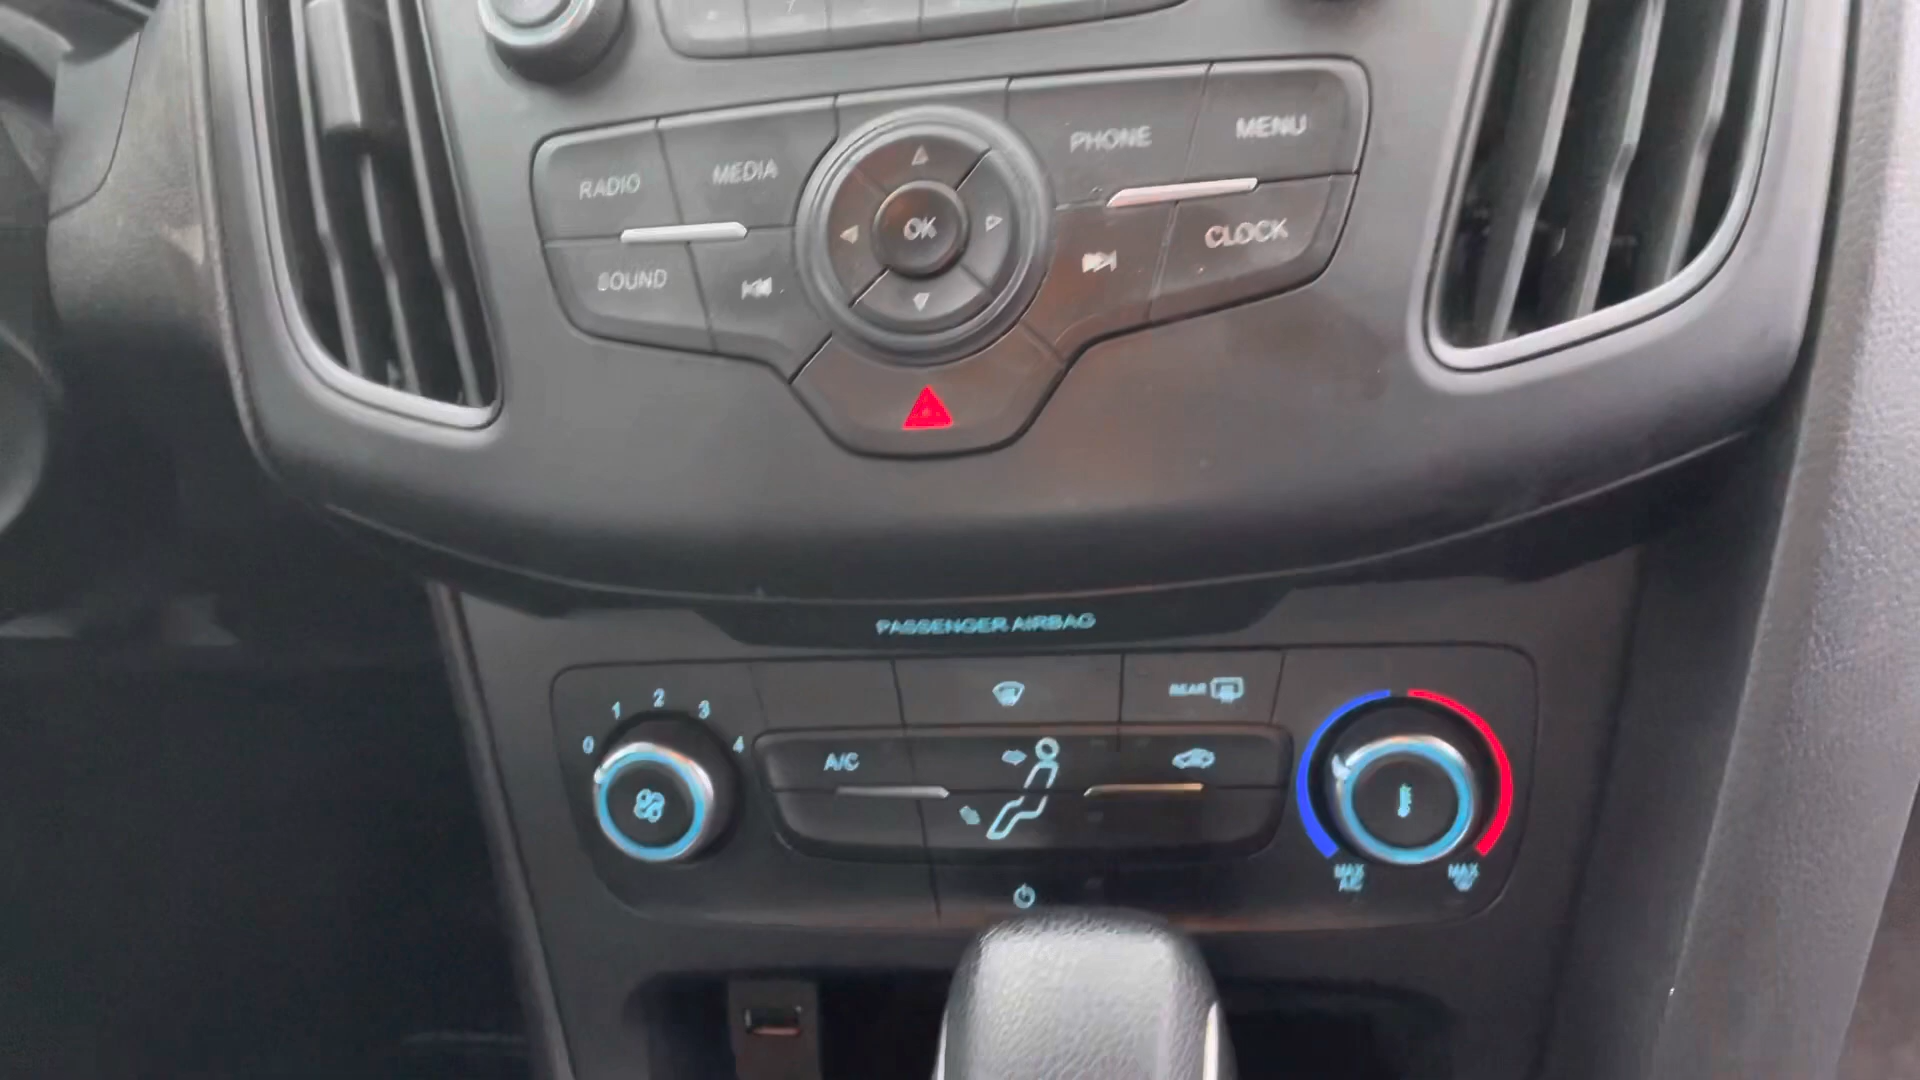 RADIO
MEDIA
PHONE
MENU
SOUND
OK
CLOCK
PASSENGER AIRBAG
0
1
2
3
4
REAR
A/C
MAX
A/C
MAX